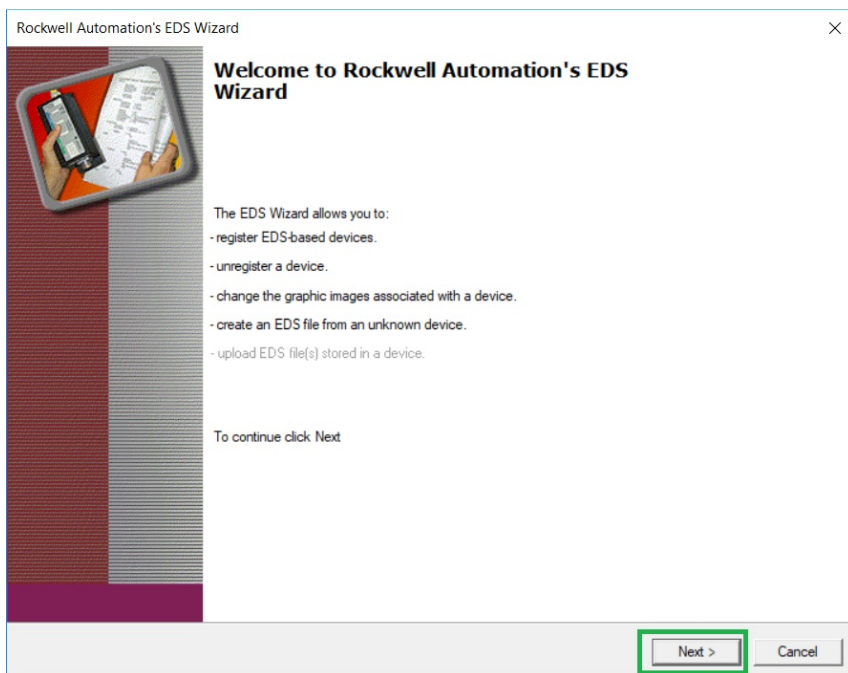 Rockwell Automation's EDS Wizard
Welcome to Rockwell Automation's EDS
Wizard
The EDS Wizard allows you to:
- register EDS-based devices.
- unregister a device.
- change the graphic images associated with a device.
- create an EDS file from an unknown device.
- upload EDS file(s) stored in a device.
To continue click Next
Next >
Cancel